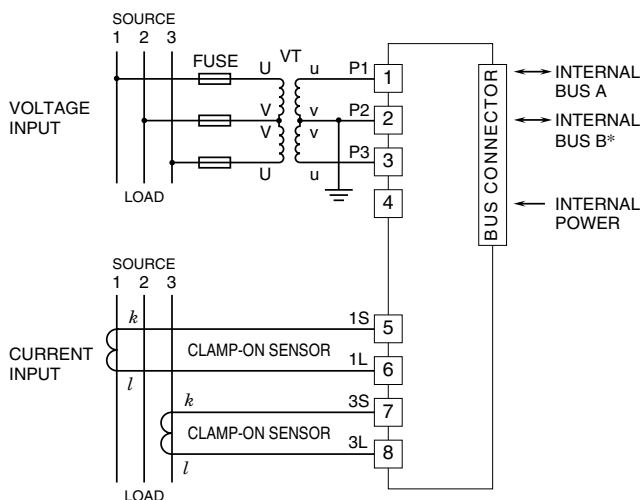 SOURCE
1 2 3
FUSE
VT
VOLTAGE
INPUT
U
u
P1
1
V
v
P2
2
V
v
P3
3
U
u
4
LOAD
BUS CONNECTOR
INTERNAL
BUS A
INTERNAL
BUS B*
INTERNAL
POWER
SOURCE
1 2 3
CURRENT
INPUT
k
1S
5
CLAMP-ON SENSOR
l
1L
6
k
3S
7
CLAMP-ON SENSOR
l
3L
8
LOAD